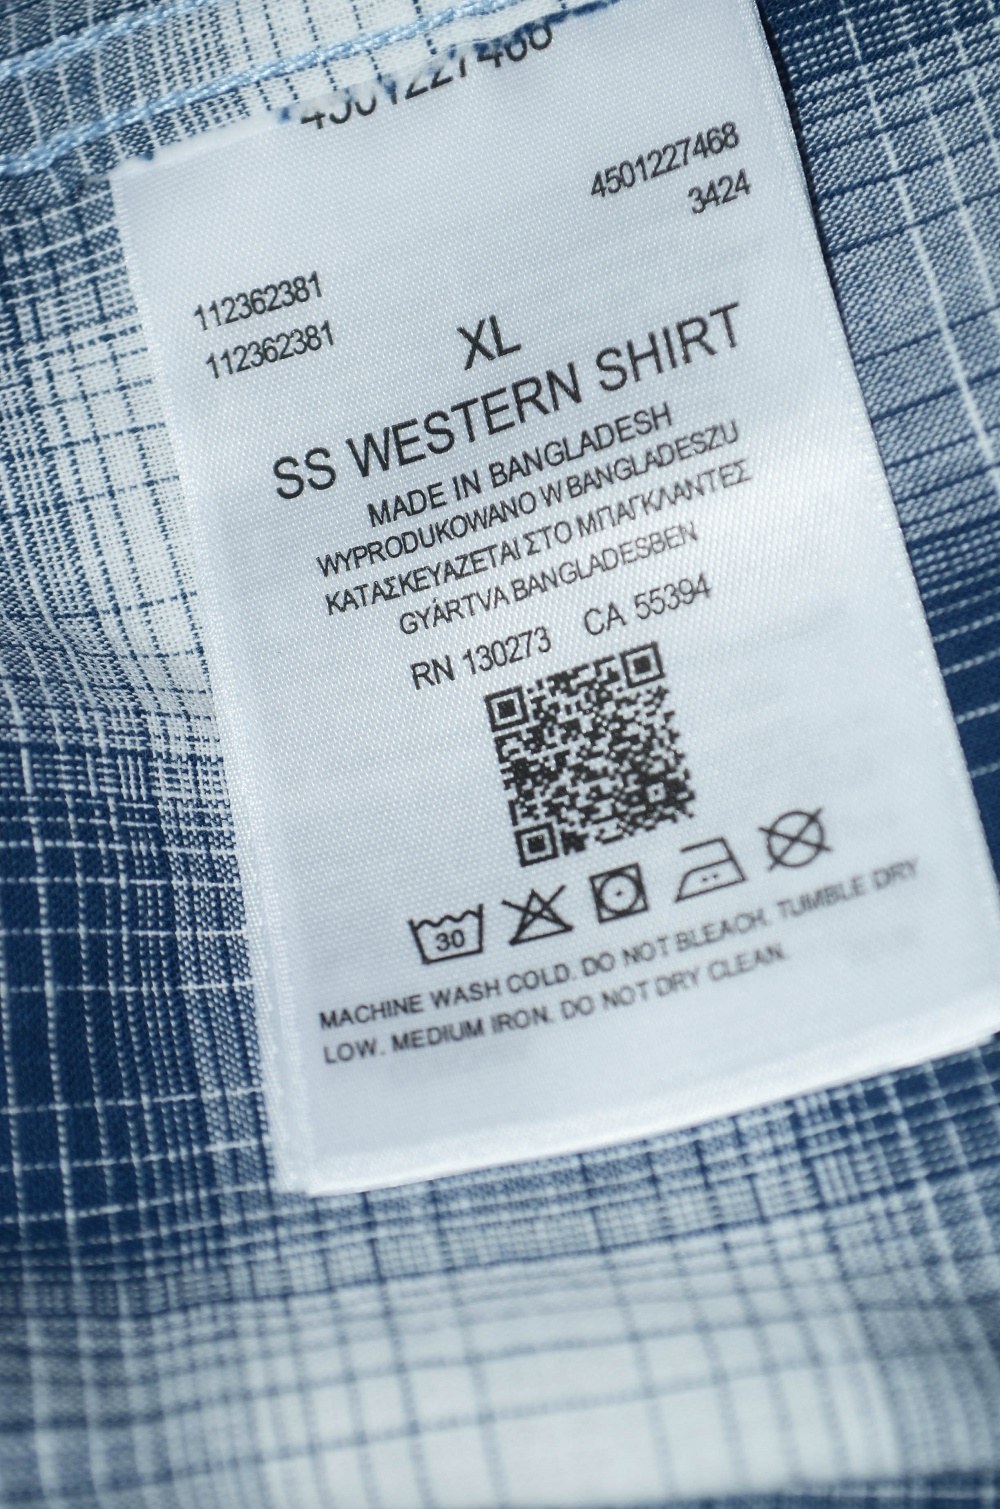 4501227468
4501227468
3424
112362381
112362381
XL
SS WESTERN SHIRT
MADE IN BANGLADESH
WYPRODUKOWANO W BANGLADESZU
ΚΑΤΑΣΚΕΥΑΖΕΤΑΙ ΣΤΟ ΜΠΑΓΚΛΑΝΤΕΣ
GYÁRTVA BANGLADESBEN
RN 130273 CA 55394
30
MACHINE WASH COLD. DO NOT BLEACH. TUMBLE DRY
LOW. MEDIUM IRON. DO NOT DRY CLEAN.